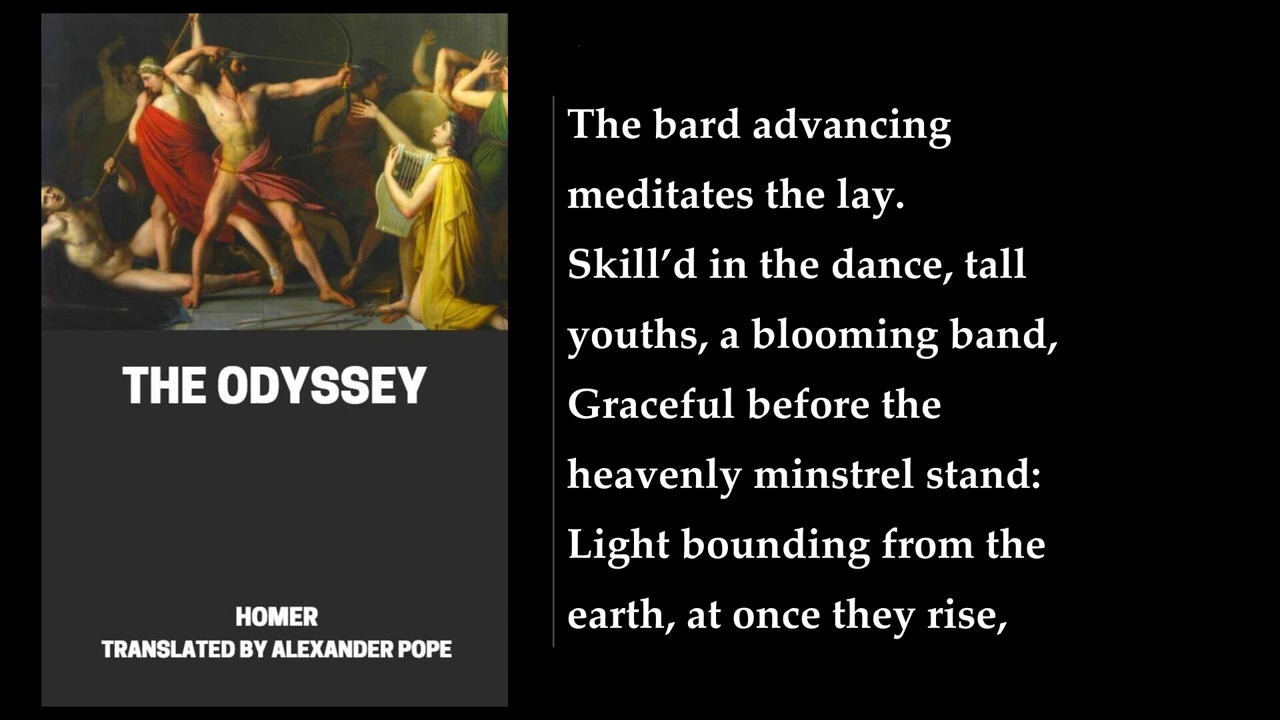 THE ODYSSEY
HOMER
TRANSLATED BY ALEXANDER POPE
The bard advancing
meditates the lay.
Skill’d in the dance, tall
youths, a blooming band,
Graceful before the
heavenly minstrel stand:
Light bounding from the
earth, at once they rise,